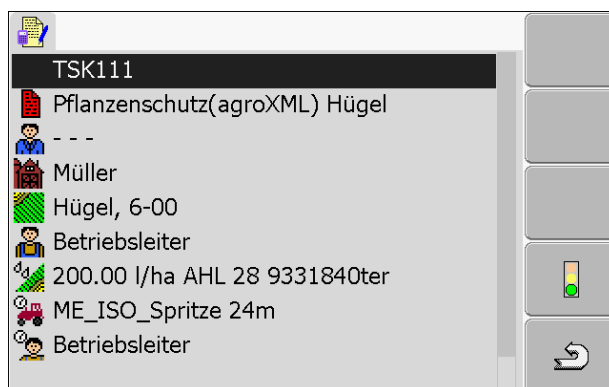 TSK111
Pflanzenschutz(agroXML) Hügel
- - -
Müller
Hügel, 6-00
Betriebsleiter
200.00 l/ha AHL 28 9331840ter
ME_ISO_Spritze 24m
Betriebsleiter